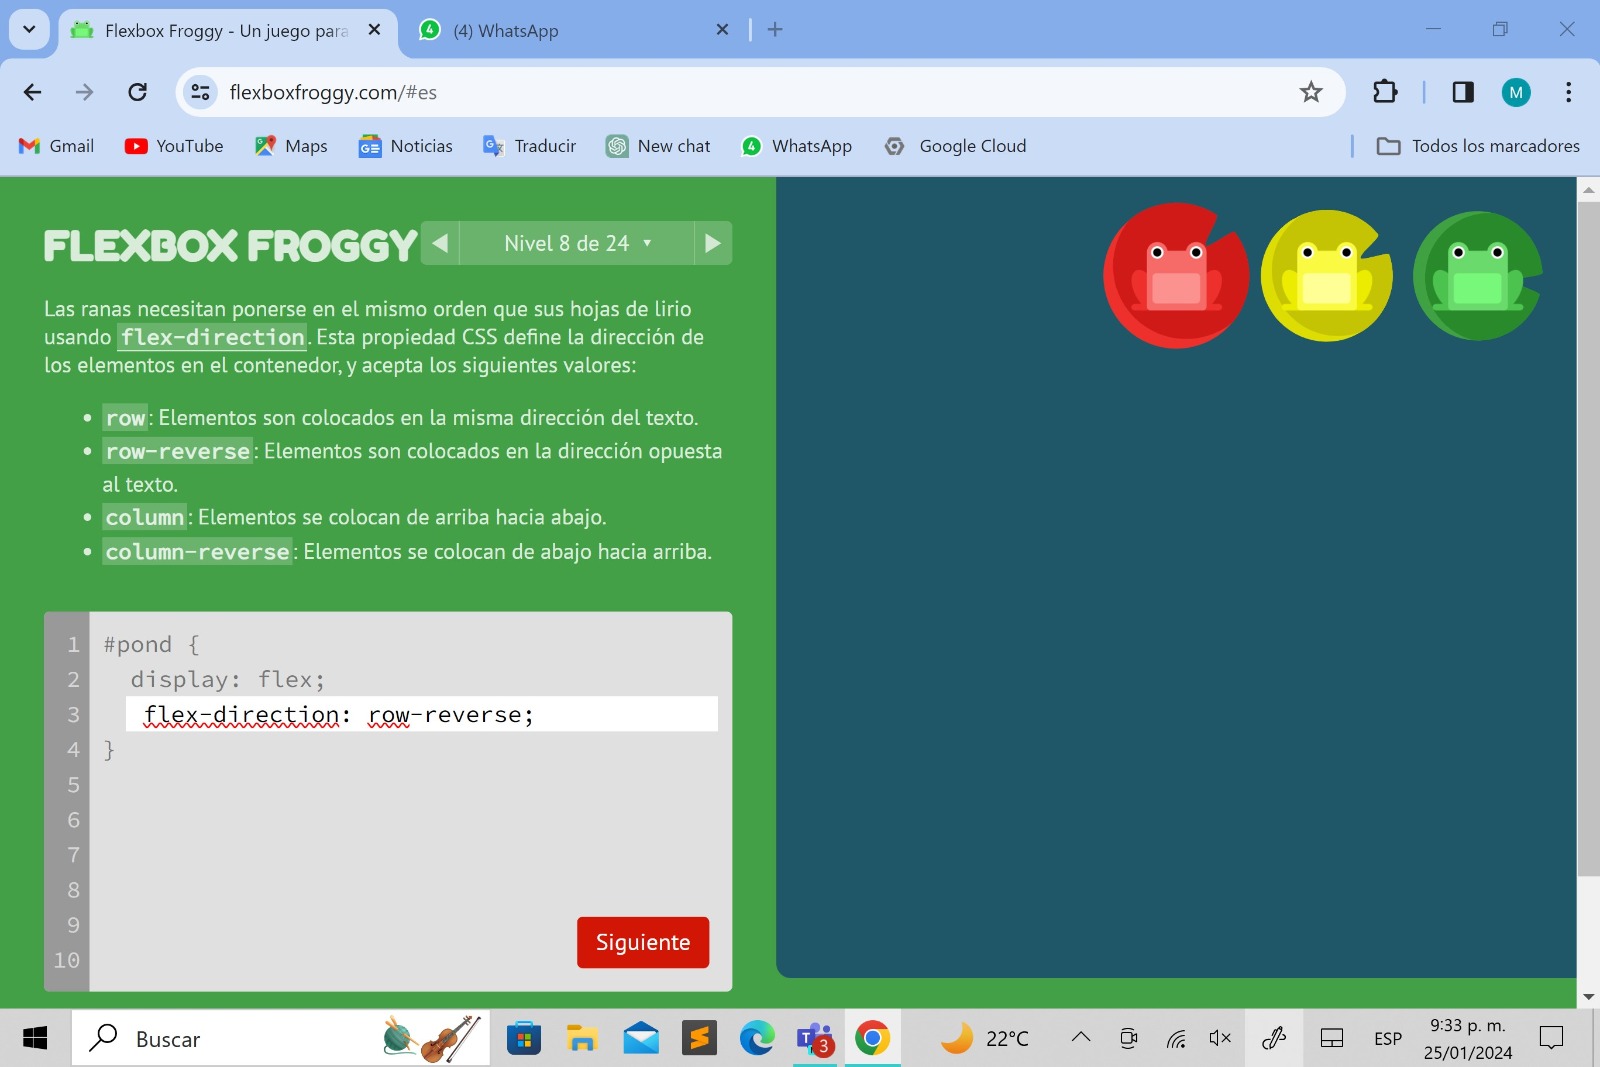 Flexbox Froggy - Un juego para
(4) WhatsApp
flexboxfroggy.com/#es
M
Gmail YouTube Maps Noticias Traducir New chat WhatsApp Google Cloud Todos los marcadores
FLEXBOX FROGGY
Nivel 8 de 24
Las ranas necesitan ponerse en el mismo orden que sus hojas de lirio
usando flex-direction. Esta propiedad CSS define la dirección de
los elementos en el contenedor, y acepta los siguientes valores:
row: Elementos son colocados en la misma dirección del texto.
row-reverse: Elementos son colocados en la dirección opuesta
al texto.
column: Elementos se colocan de arriba hacia abajo.
column-reverse: Elementos se colocan de abajo hacia arriba.
1 #pond {
2 display: flex;
3 flex-direction: row-reverse;
4 }
5
6
7
8
9
10
Siguiente
Buscar
3
22°C
ESP
9:33 p. m.
25/01/2024